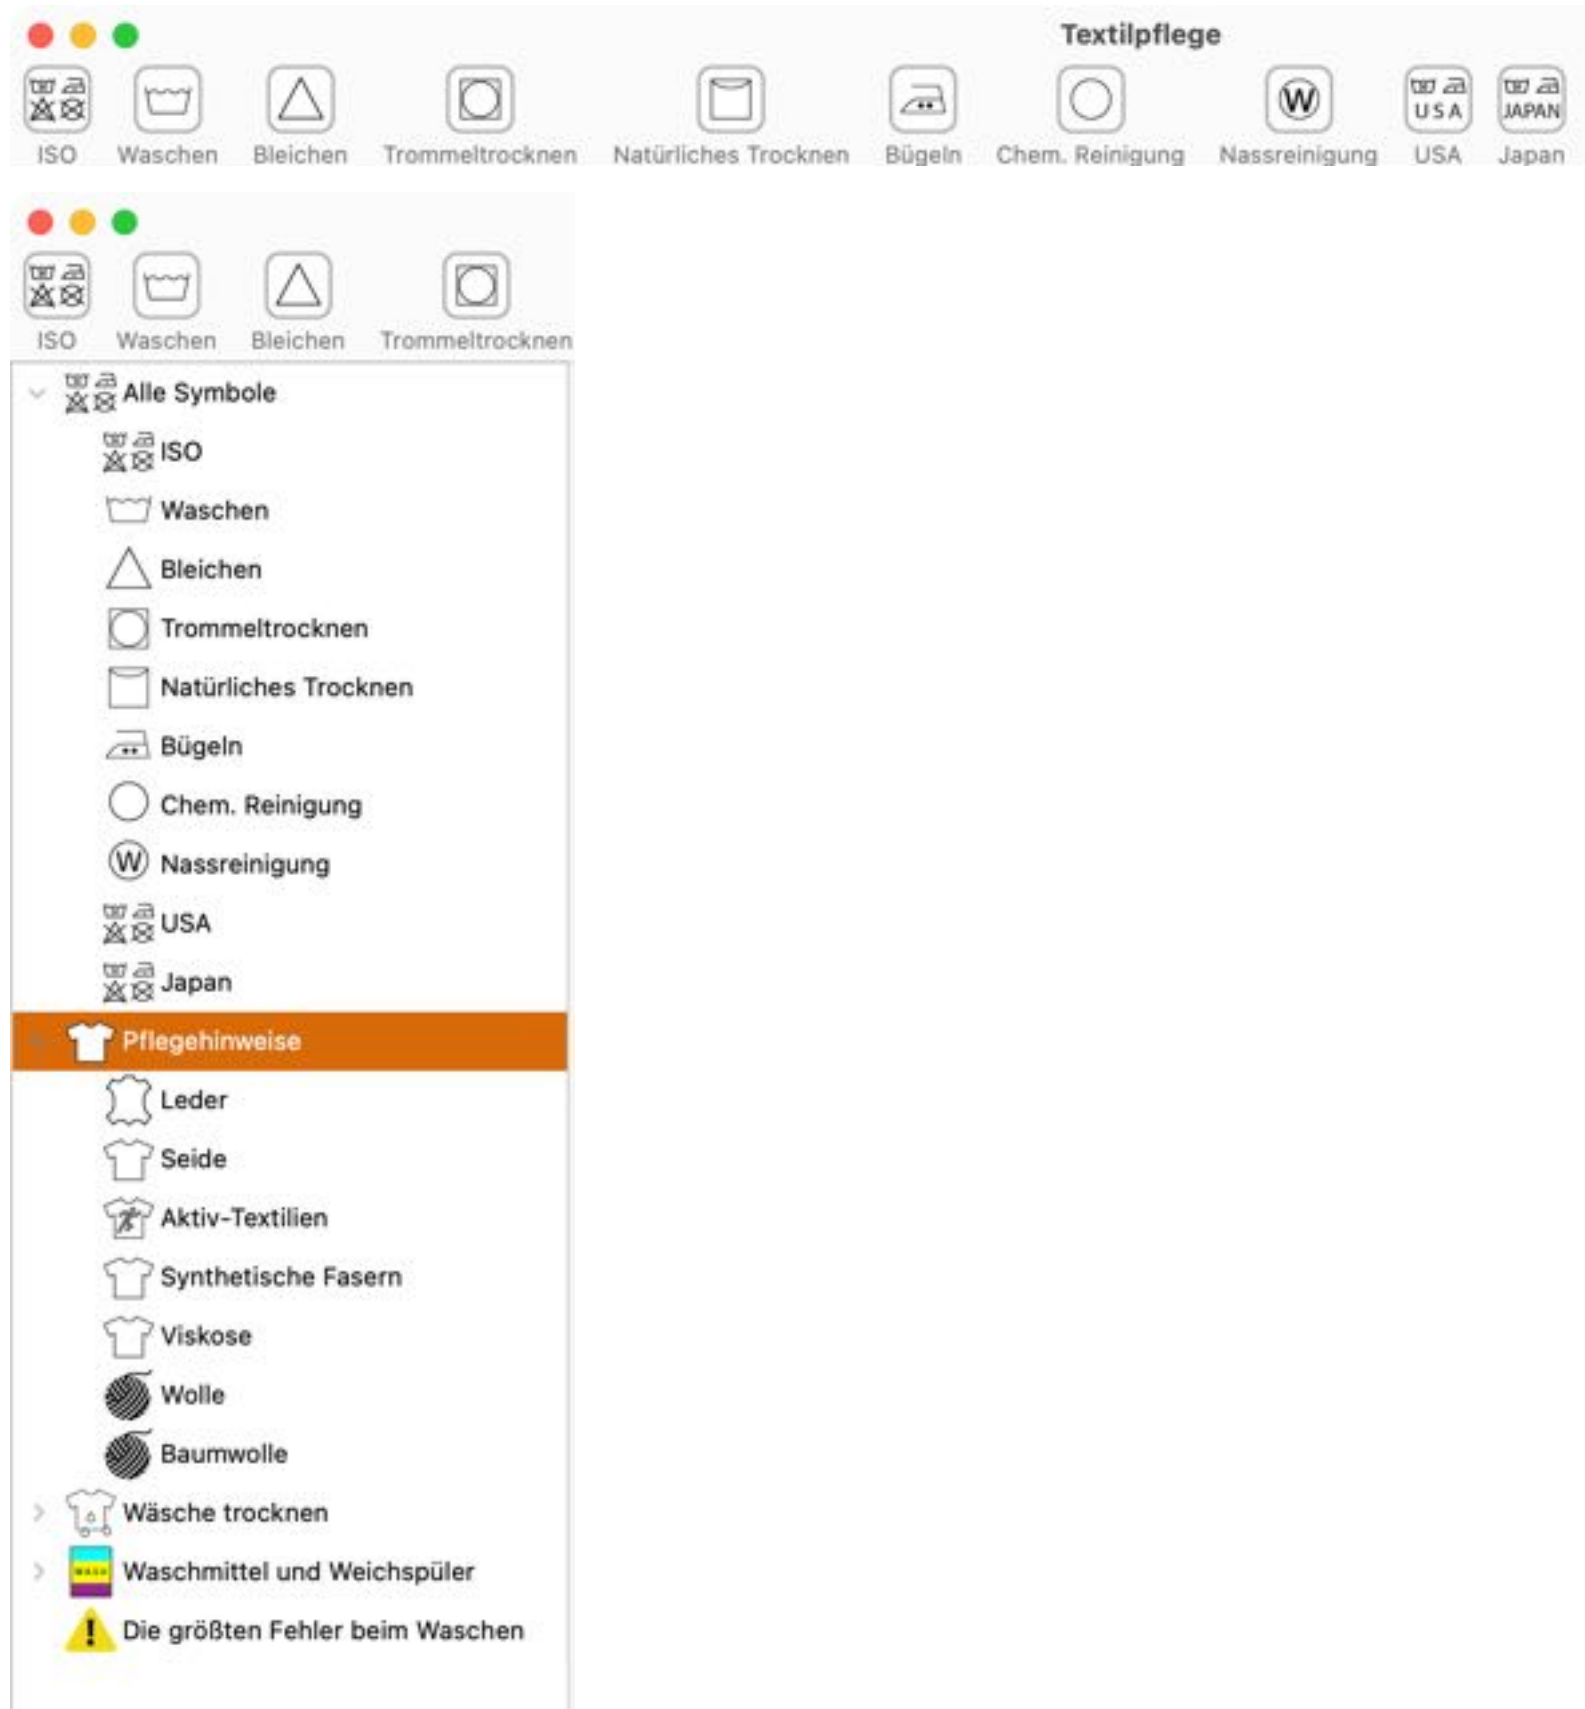 Textilpflege
ISO Waschen Bleichen Trommeltrocknen Natürliches Trocknen Bügeln Chem. Reinigung W Nassreinigung USA USA JAPAN Japan
ISO Waschen Bleichen Trommeltrocknen
Alle Symbole
ISO
Waschen
Bleichen
Trommeltrocknen
Natürliches Trocknen
Bügeln
Chem. Reinigung
W Nassreinigung
USA
Japan
Pflegehinweise
Leder
Seide
Aktiv-Textilien
Synthetische Fasern
Viskose
Wolle
Baumwolle
Wäsche trocknen
WASH Waschmittel und Weichspüler
! Die größten Fehler beim Waschen